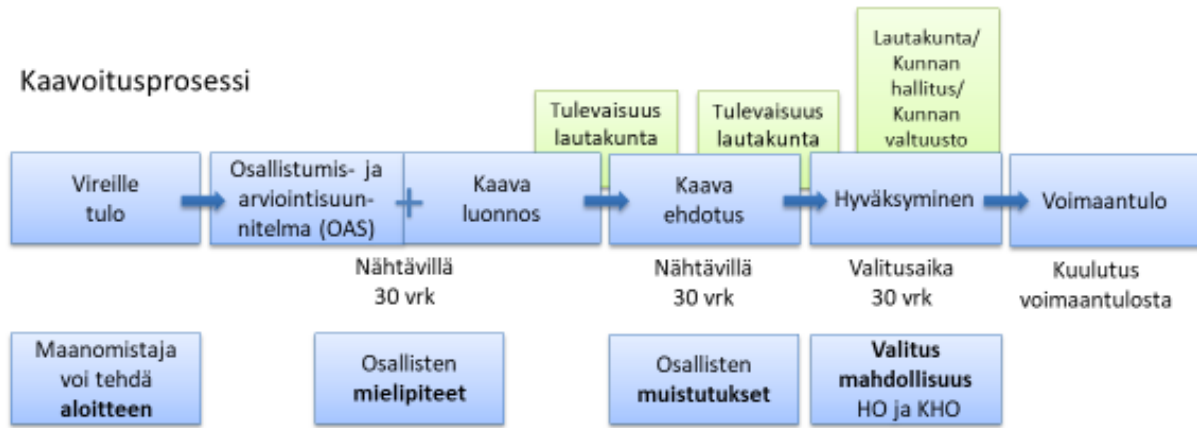 Kaavoitusprosessi
Tulevaisuus
lautakunta
Tulevaisuus
lautakunta
Lautakunta/
Kunnan
hallitus/
Kunnan
valtuusto
Vireille
tulo
Osallistumis- ja
arviointisuun-
nitelma (OAS)
+
Kaava
luonnos
Kaava
ehdotus
Hyväksyminen
Voimaantulo
Nähtävillä
30 vrk
Nähtävillä
30 vrk
Valitusaika
30 vrk
Kuulutus
voimaantulosta
Maanomistaja
voi tehdä
aloitteen
Osallisten
mielipiteet
Osallisten
muistutukset
Valitus
mahdollisuus
HO ja KHO